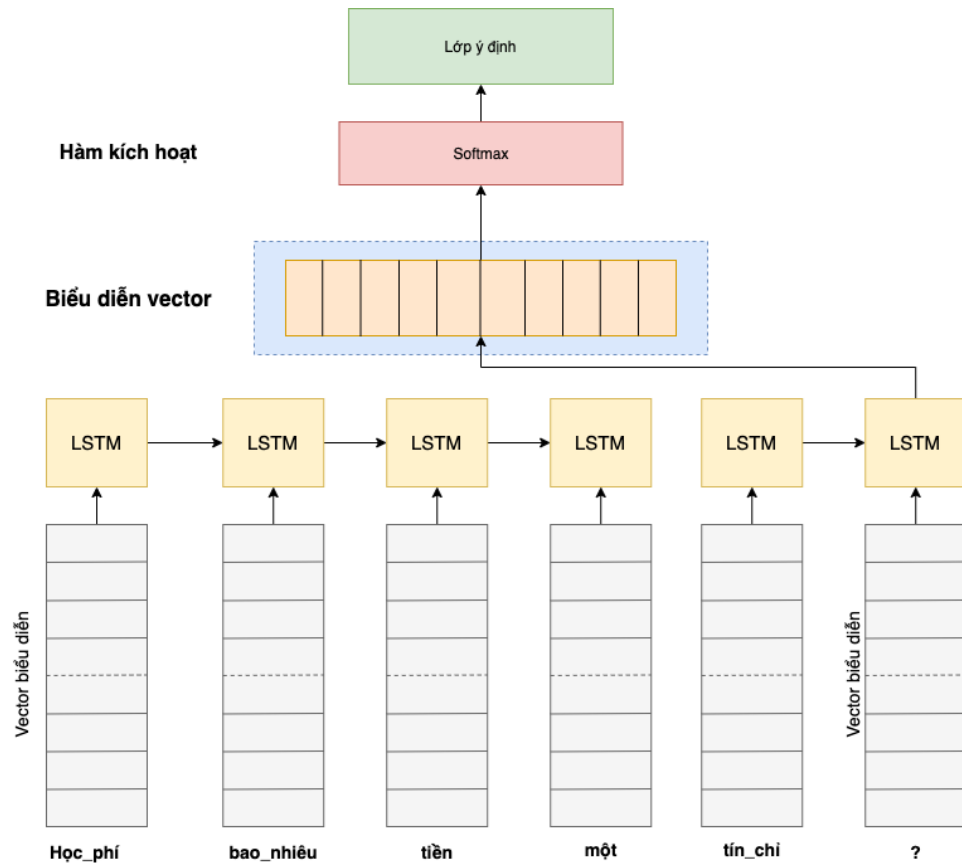 Lớp ý định
Hàm kích hoạt
Softmax
Biểu diễn vector
LSTM
LSTM
LSTM
LSTM
LSTM
LSTM
Vector biểu diễn
Vector biểu diễn
Học_phí
bao_nhiêu
tiền
một
tín_chỉ
?